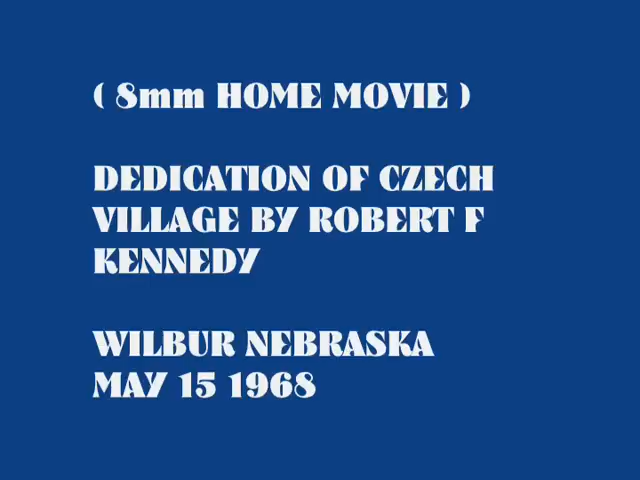 ( 8mm HOME MOVIE )
DEDICATION OF CZECH
VILLAGE BY ROBERT F
KENNEDY
WILBUR NEBRASKA
MAY 15 1968